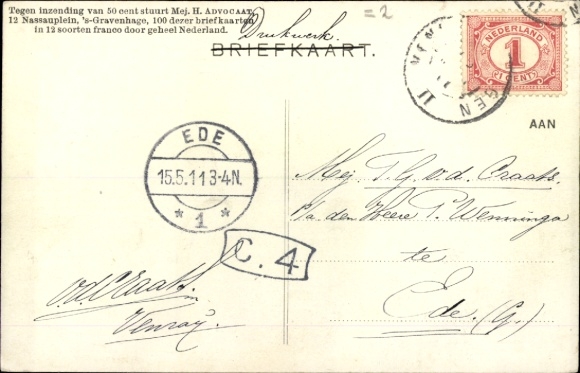 Tegen inzending van 50 cent stuurt Mej. H. ADVOCAAT
12 Nassauplein, 's-Gravenhage, 100 dezer briefkaarten
in 12 soorten franco door geheel Nederland.
= 2
Drukwerk.
BRIEFKAART.
NEDERLAND
1
(1 CENT)
AAN
EDE
15.5.11 3-4N.
* 1 *
C. 4
Mej. T. G. v. d. Craats.
P/a. den Heere P. Wenninga
te
Ede (G.)
v.d. Craats
Venray.